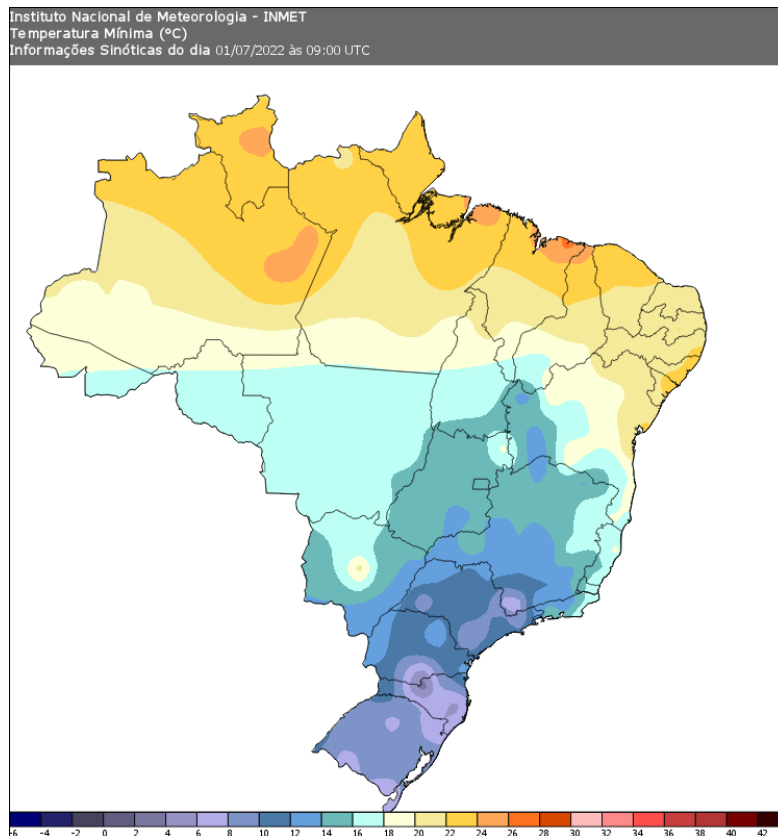 Instituto Nacional de Meteorologia - INMET
Temperatura Mínima (ºC)
Informações Sinóticas do dia 01/07/2022 às 09:00 UTC
-6 -4 -2 0 2 4 6 8 10 12 14 16 18 20 22 24 26 28 30 32 34 36 38 40 42